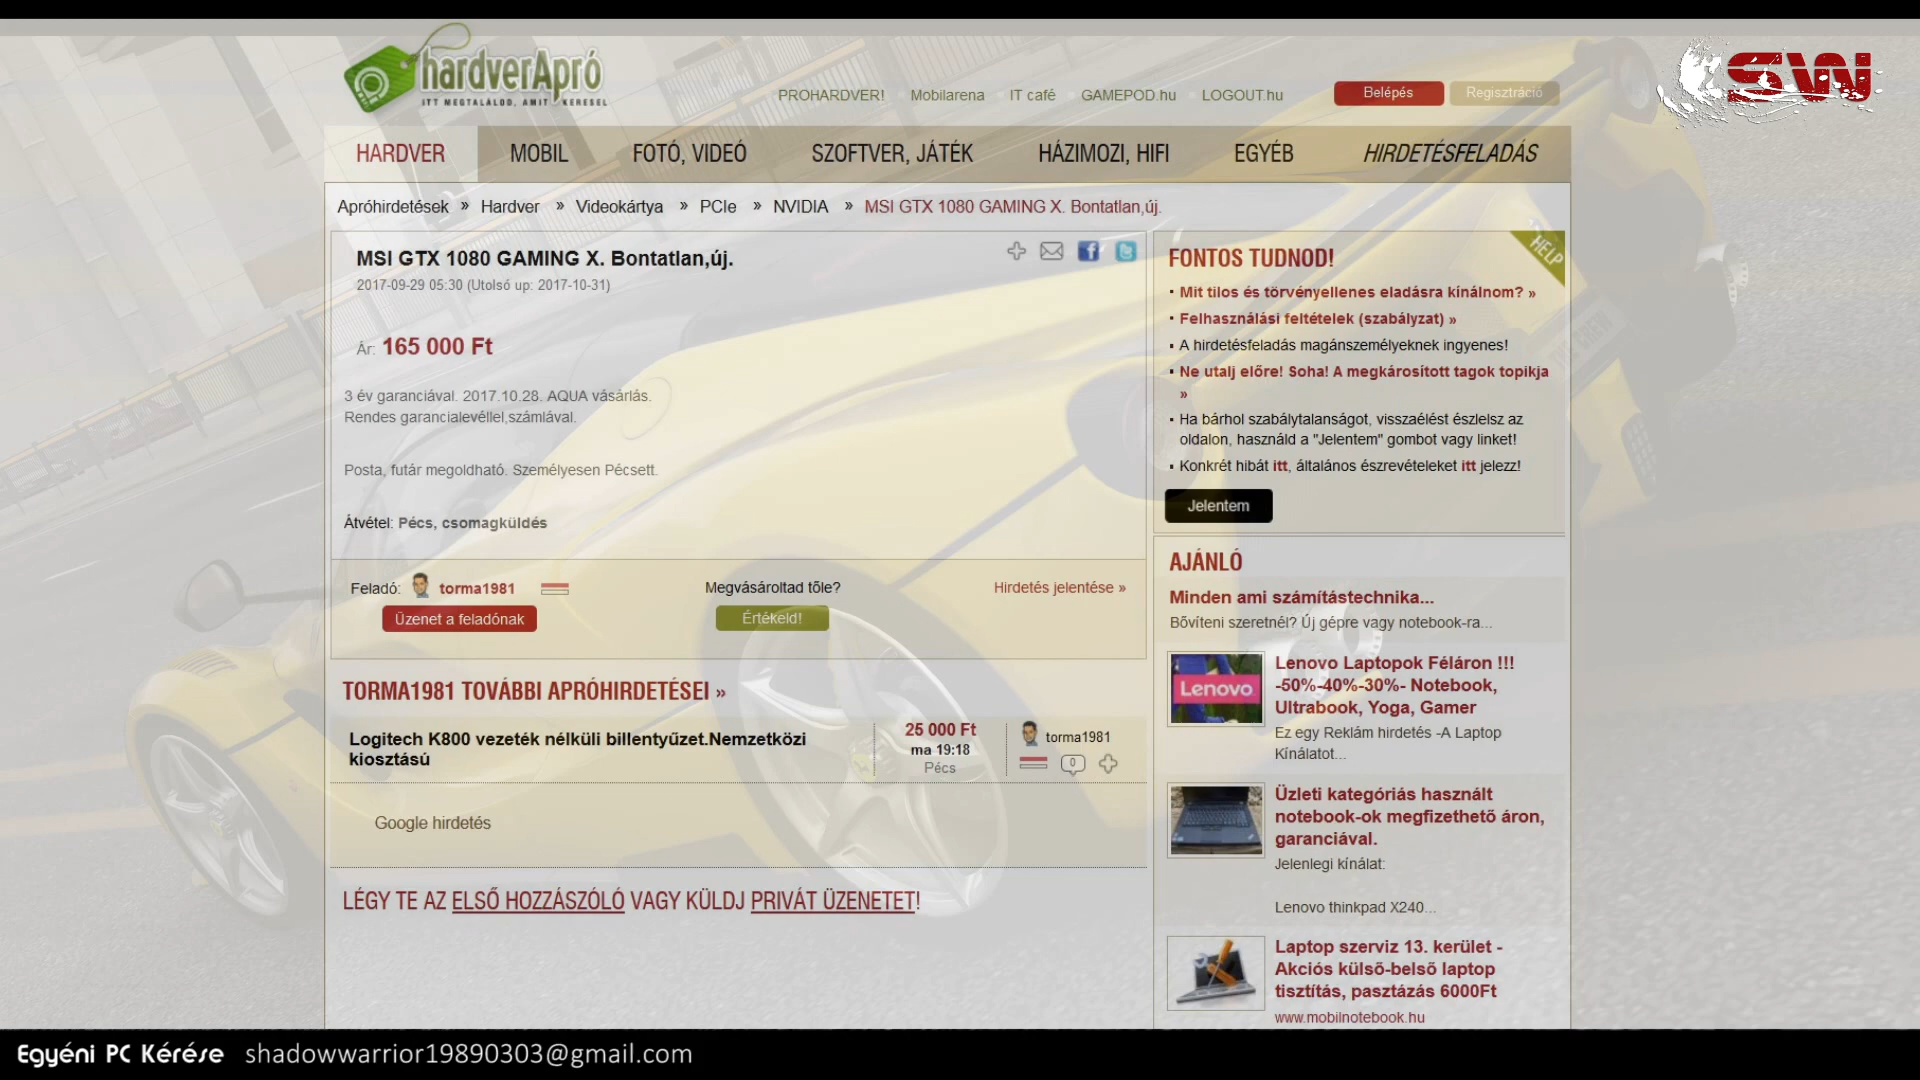 hardverApró
ITT MEGTALÁLOD, AMIT KERESEL
PROHARDVER!
Mobilarena
IT café
GAMEPOD.hu
LOGOUT.hu
Belépés
Regisztráció
SW
HARDVER
MOBIL
FOTÓ, VIDEÓ
SZOFTVER, JÁTÉK
HÁZIMOZI, HIFI
EGYÉB
HIRDETÉSFELADÁS
Apróhirdetések » Hardver » Videokártya » PCIe » NVIDIA » MSI GTX 1080 GAMING X. Bontatlan,új.
MSI GTX 1080 GAMING X. Bontatlan,új.
2017-09-29 05:30 (Utolsó up: 2017-10-31)
Ár: 165 000 Ft
3 év garanciával. 2017.10.28. AQUA vásárlás.
Rendes garancialevéllel,számlával.
Posta, futár megoldható. Személyesen Pécsett.
Átvétel: Pécs, csomagküldés
Feladó: torma1981
Üzenet a feladónak
Megvásároltad tőle?
Értékeld!
Hirdetés jelentése »
TORMA1981 TOVÁBBI APRÓHIRDETÉSEI »
Logitech K800 vezeték nélküli billentyűzet.Nemzetközi
kiosztású
25 000 Ft
ma 19:18
Pécs
torma1981
0
Google hirdetés
LÉGY TE AZ ELSŐ HOZZÁSZÓLÓ VAGY KÜLDJ PRIVÁT ÜZENETET!
FONTOS TUDNOD!
HELP
Mit tilos és törvényellenes eladásra kínálnom? »
Felhasználási feltételek (szabályzat) »
A hirdetésfeladás magánszemélyeknek ingyenes!
Ne utalj előre! Soha! A megkárosított tagok topikja
»
Ha bárhol szabálytalanságot, visszaélést észlelsz az
oldalon, használd a "Jelentem" gombot vagy linket!
Konkrét hibát itt, általános észrevételeket itt jelezz!
Jelentem
AJÁNLÓ
Minden ami számítástechnika...
Bővíteni szeretnél? Új gépre vagy notebook-ra...
Lenovo
Lenovo Laptopok Féláron !!!
-50%-40%-30%- Notebook,
Ultrabook, Yoga, Gamer
Ez egy Reklám hirdetés -A Laptop
Kínálatot...
Üzleti kategóriás használt
notebook-ok megfizethető áron,
garanciával.
Jelenlegi kínálat:
Lenovo thinkpad X240...
Laptop szerviz 13. kerület -
Akciós külső-belső laptop
tisztítás, pasztázás 6000Ft
www.mobilnotebook.hu
Egyéni PC Kérése shadowwarrior19890303@gmail.com